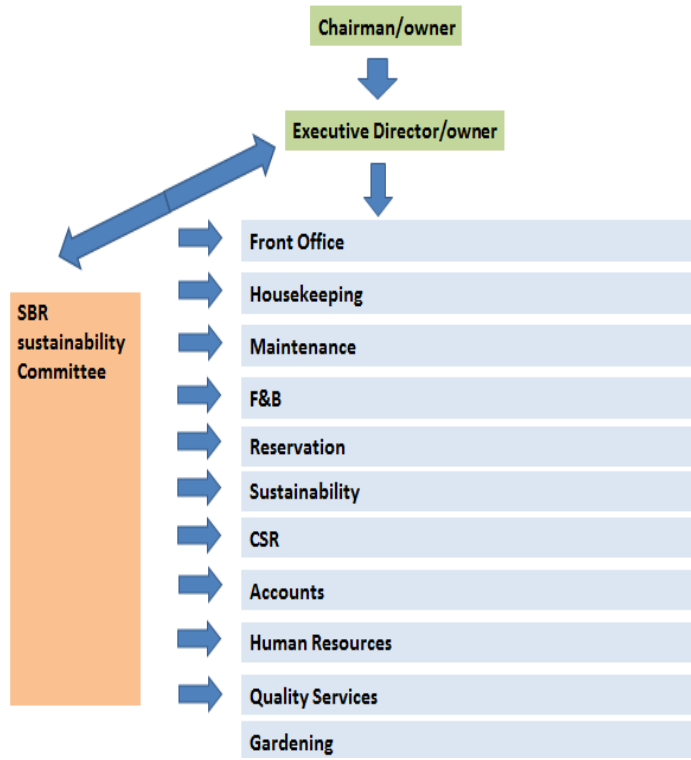 Chairman/owner
Executive Director/owner
SBR
sustainability
Committee
Front Office
Housekeeping
Maintenance
F&B
Reservation
Sustainability
CSR
Accounts
Human Resources
Quality Services
Gardening